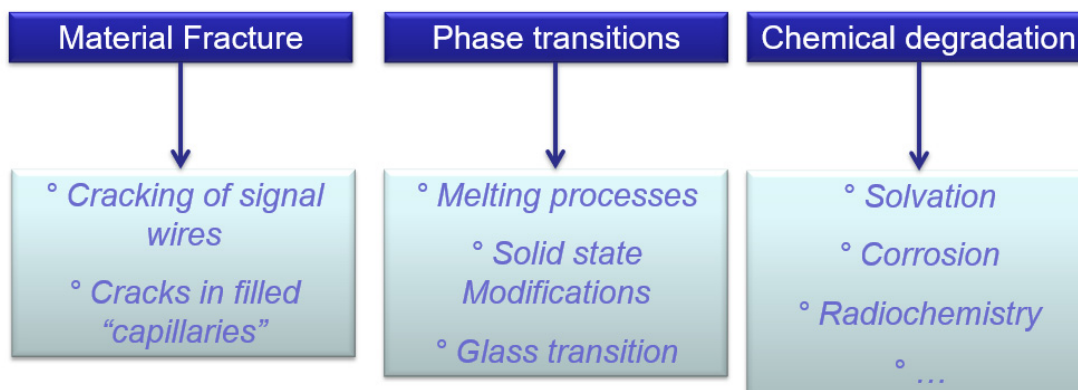 Material Fracture
° Cracking of signal
wires
° Cracks in filled
“capillaries”
Phase transitions
° Melting processes
° Solid state
Modifications
° Glass transition
Chemical degradation
° Solvation
° Corrosion
° Radiochemistry
° ...